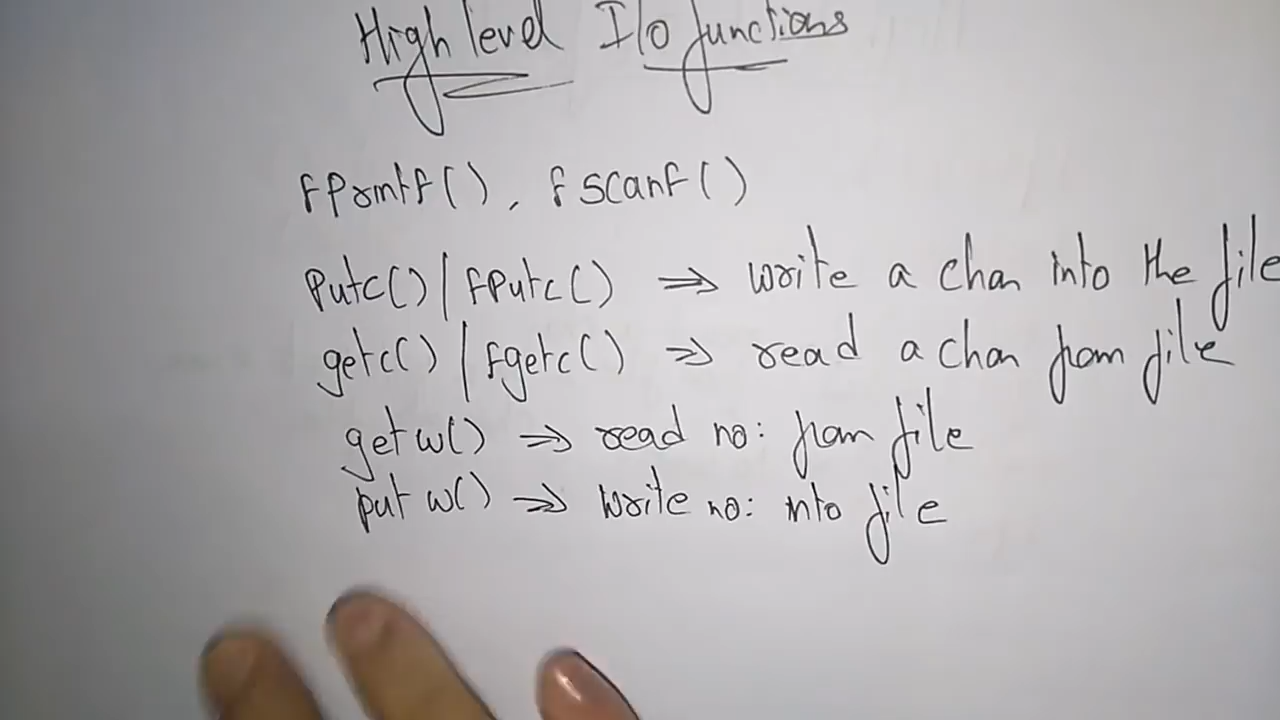 High level I/O functions
fprintf(), fscanf()
putc() / fputc() ⇒ write a char into the file
getc() / fgetc() ⇒ read a char from file
getw() ⇒ read no: from file
putw() ⇒ write no: into file